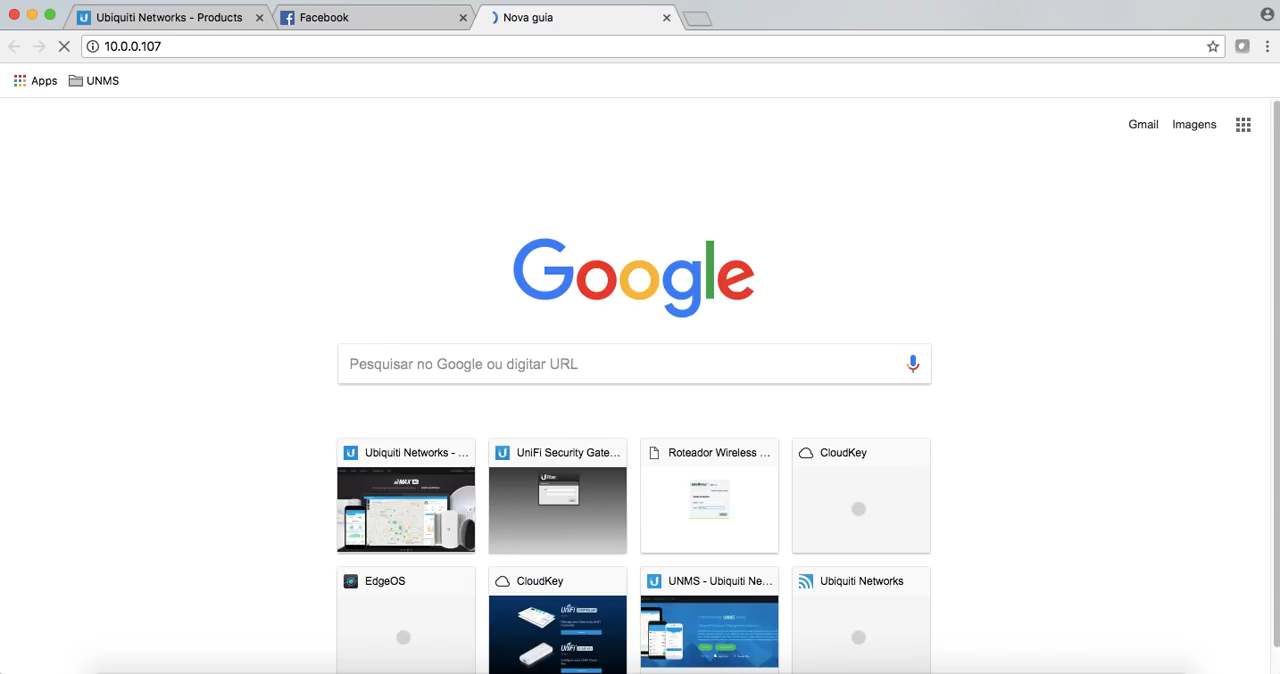 Ubiquiti Networks - Products
Facebook
Nova guia
10.0.0.107
Apps
UNMS
Gmail
Imagens
Google
Pesquisar no Google ou digitar URL
Ubiquiti Networks - ...
UniFi Security Gate...
Roteador Wireless ...
CloudKey
EdgeOS
CloudKey
UNMS - Ubiquiti Ne...
Ubiquiti Networks